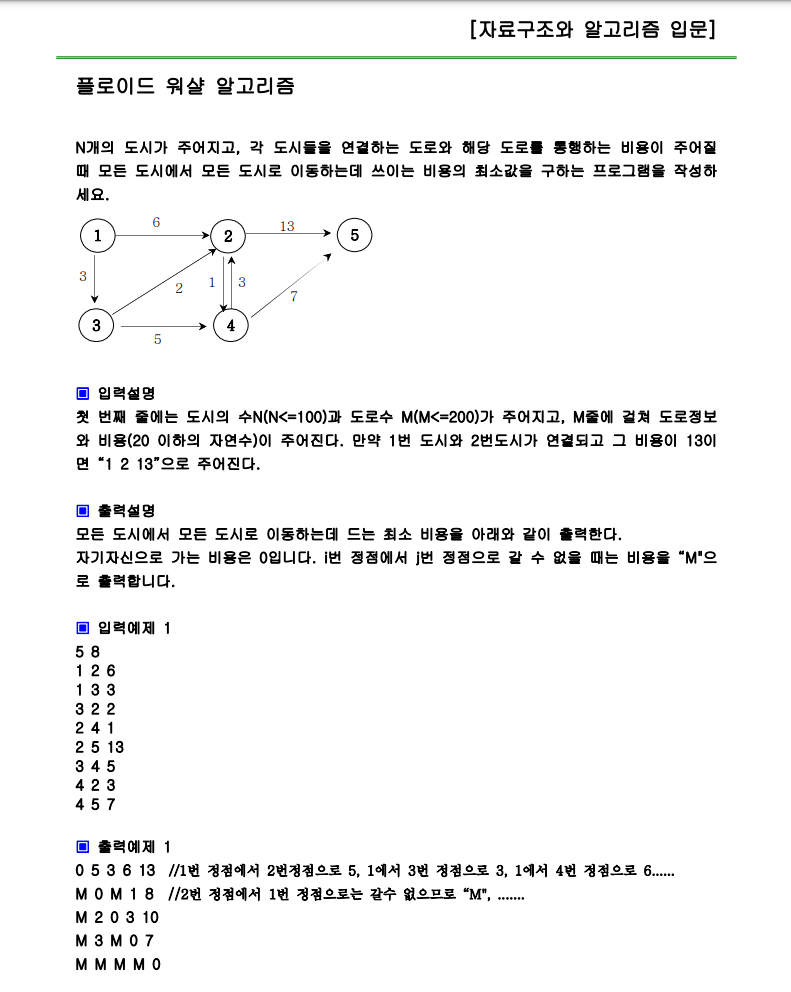 [자료구조와 알고리즘 입문]
플로이드 워샬 알고리즘
N개의 도시가 주어지고, 각 도시들을 연결하는 도로와 해당 도로를 통행하는 비용이 주어질
때 모든 도시에서 모든 도시로 이동하는데 쓰이는 비용의 최소값을 구하는 프로그램을 작성하
세요.
6
13
1
2
5
3
2
1
3
7
3
4
5
▣ 입력설명
첫 번째 줄에는 도시의 수N(N<=100)과 도로수 M(M<=200)가 주어지고, M줄에 걸쳐 도로정보
와 비용(20 이하의 자연수)이 주어진다. 만약 1번 도시와 2번도시가 연결되고 그 비용이 13이
면 “1 2 13”으로 주어진다.
▣ 출력설명
모든 도시에서 모든 도시로 이동하는데 드는 최소 비용을 아래와 같이 출력한다.
자기자신으로 가는 비용은 0입니다. i번 정점에서 j번 정점으로 갈 수 없을 때는 비용을 “M"으
로 출력합니다.
▣ 입력예제 1
5 8
1 2 6
1 3 3
3 2 2
2 4 1
2 5 13
3 4 5
4 2 3
4 5 7
▣ 출력예제 1
0 5 3 6 13 //1번 정점에서 2번정점으로 5, 1에서 3번 정점으로 3, 1에서 4번 정점으로 6......
M 0 M 1 8 //2번 정점에서 1번 정점으로는 갈수 없으므로 “M", .......
M 2 0 3 10
M 3 M 0 7
M M M M 0